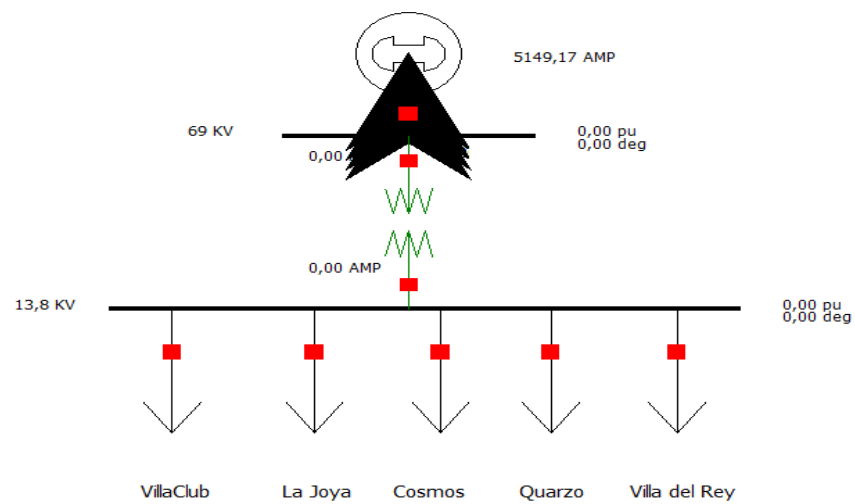 5149,17 AMP
69 KV
0,00 pu
0,00 deg
0,00
0,00 AMP
13,8 KV
0,00 pu
0,00 deg
VillaClub
La Joya
Cosmos
Quarzo
Villa del Rey